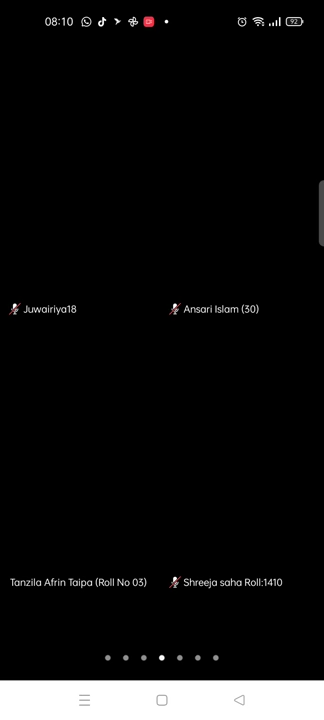 08:10
92
Juwairiya18
Ansari Islam (30)
Tanzila Afrin Taipa (Roll No 03)
Shreeja saha Roll:1410